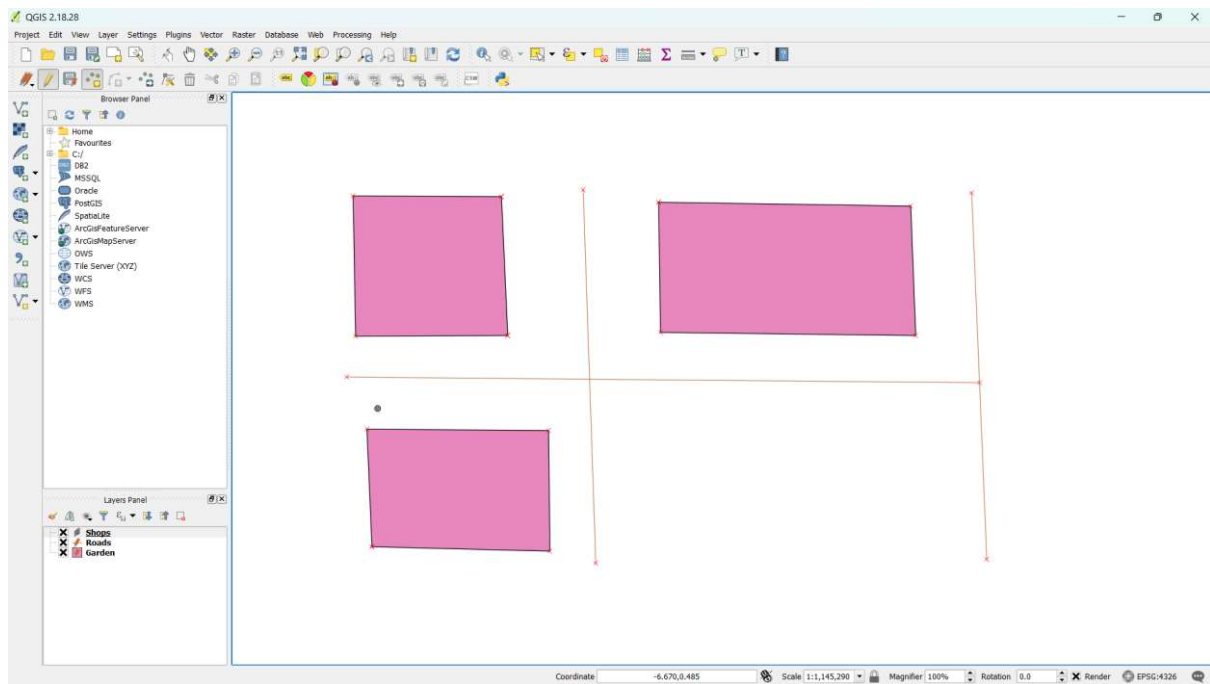 QGIS 2.18.28
Project Edit View Layer Settings Plugins Vector Raster Database Web Processing Help
Browser Panel
Home
Favourites
C:/
DB2
MSSQL
Oracle
PostGIS
SpatiaLite
ArcGisFeatureServer
ArcGisMapServer
OWS
Tile Server (XYZ)
WCS
WFS
WMS
Layers Panel
Shops
Roads
Garden
Coordinate -6.670,0.485 Scale 1:1,145,290 Magnifier 100% Rotation 0.0 Render EPSG:4326